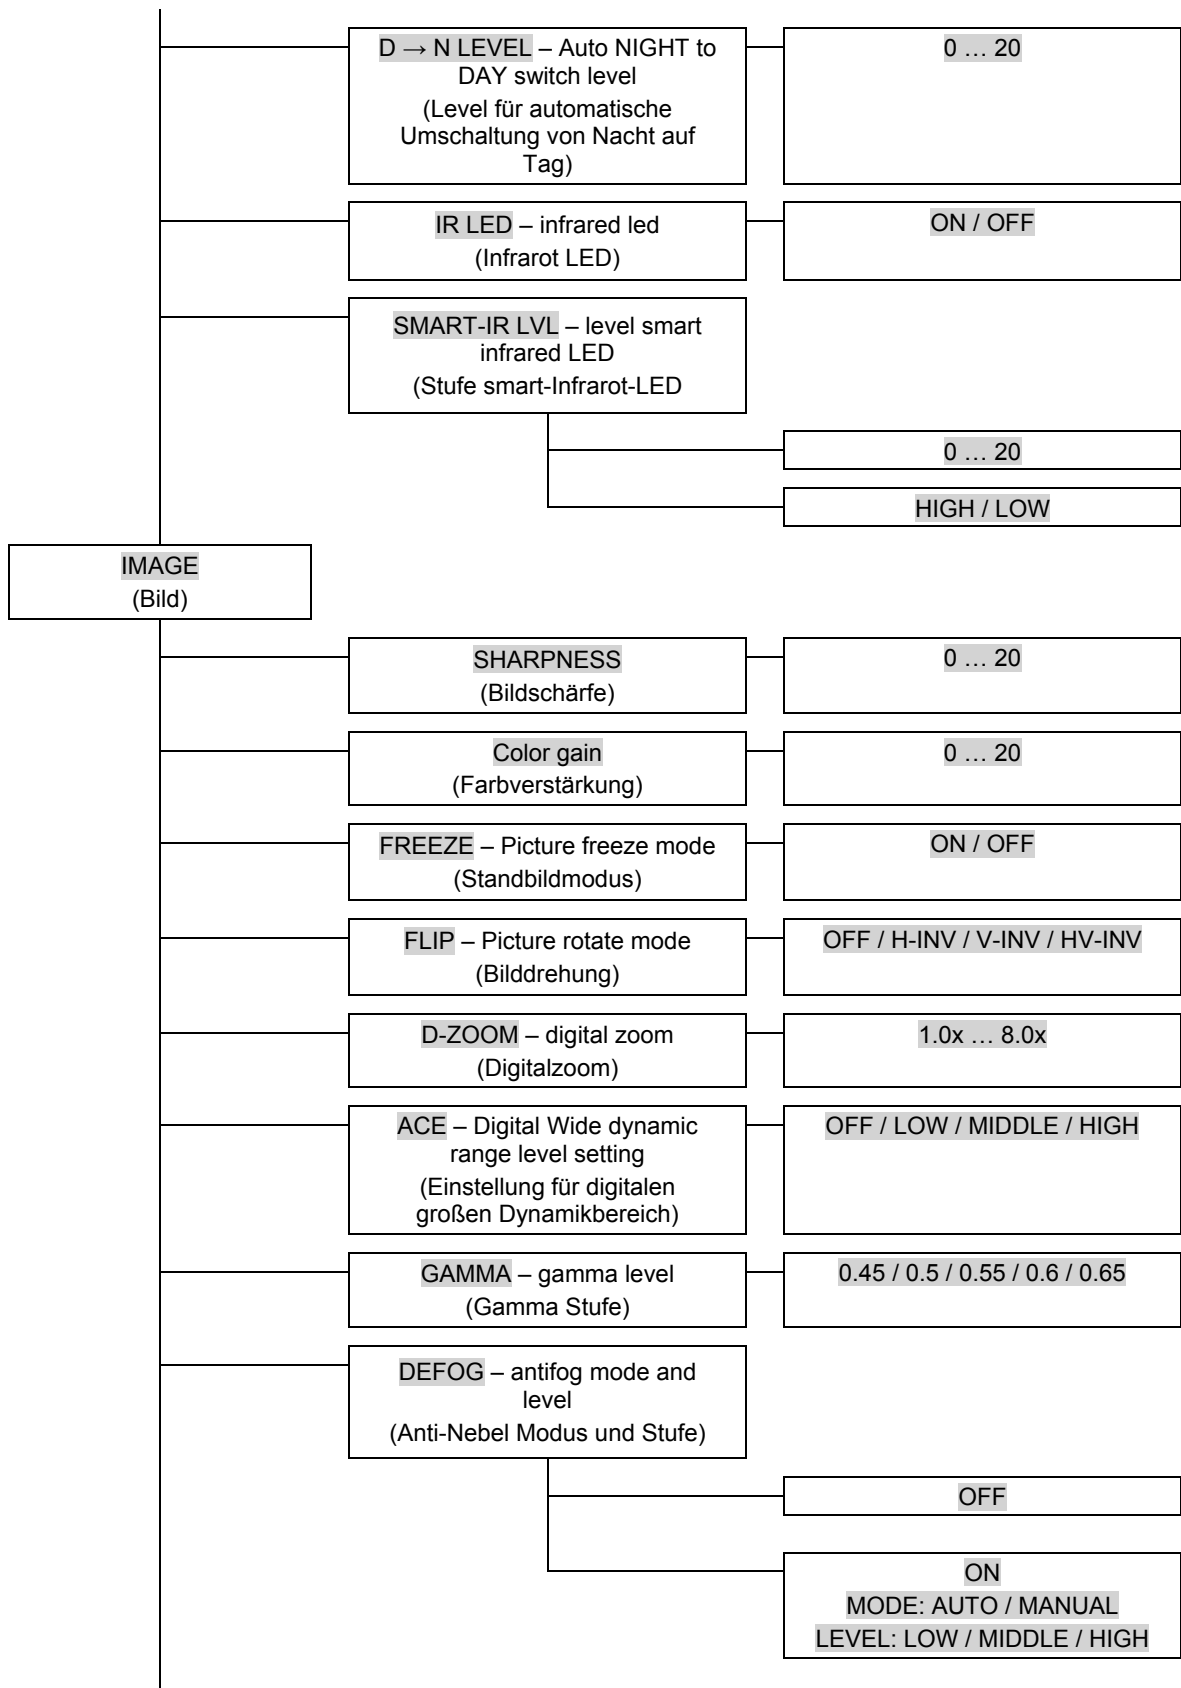 D → N LEVEL – Auto NIGHT to
DAY switch level
(Level für automatische
Umschaltung von Nacht auf
Tag)
0 … 20
IR LED – infrared led
(Infrarot LED)
ON / OFF
SMART-IR LVL – level smart
infrared LED
(Stufe smart-Infrarot-LED
0 … 20
HIGH / LOW
IMAGE
(Bild)
SHARPNESS
(Bildschärfe)
0 … 20
Color gain
(Farbverstärkung)
0 … 20
FREEZE – Picture freeze mode
(Standbildmodus)
ON / OFF
FLIP – Picture rotate mode
(Bilddrehung)
OFF / H-INV / V-INV / HV-INV
D-ZOOM – digital zoom
(Digitalzoom)
1.0x … 8.0x
ACE – Digital Wide dynamic
range level setting
(Einstellung für digitalen
großen Dynamikbereich)
OFF / LOW / MIDDLE / HIGH
GAMMA – gamma level
(Gamma Stufe)
0.45 / 0.5 / 0.55 / 0.6 / 0.65
DEFOG – antifog mode and
level
(Anti-Nebel Modus und Stufe)
OFF
ON
MODE: AUTO / MANUAL
LEVEL: LOW / MIDDLE / HIGH